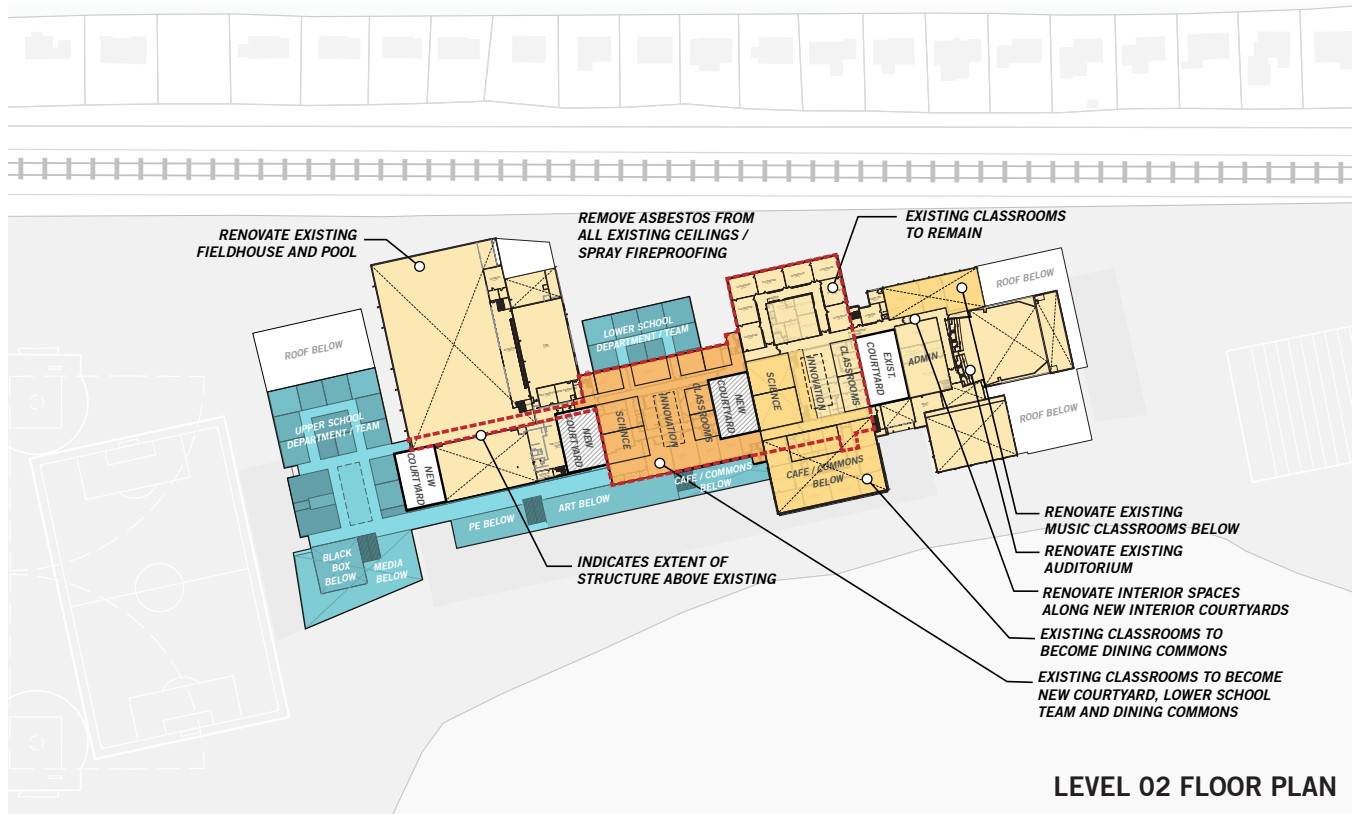 RENOVATE EXISTING
FIELDHOUSE AND POOL
REMOVE ASBESTOS FROM
ALL EXISTING CEILINGS /
SPRAY FIREPROOFING
EXISTING CLASSROOMS
TO REMAIN
ROOF BELOW
ROOF BELOW
LOWER SCHOOL
DEPARTMENT / TEAM
UPPER SCHOOL
DEPARTMENT / TEAM
NEW
COURTYARD
NEW
COURTYARD
SCIENCE
INNOVATION
CLASSROOMS
NEW
COURTYARD
SCIENCE
INNOVATION
CLASSROOMS
EXIST.
COURTYARD
ADMIN
ROOF BELOW
CAFE / COMMONS
BELOW
CAFE / COMMONS
BELOW
ART BELOW
PE BELOW
BLACK
BOX
BELOW
MEDIA
BELOW
INDICATES EXTENT OF
STRUCTURE ABOVE EXISTING
RENOVATE EXISTING
MUSIC CLASSROOMS BELOW
RENOVATE EXISTING
AUDITORIUM
RENOVATE INTERIOR SPACES
ALONG NEW INTERIOR COURTYARDS
EXISTING CLASSROOMS TO
BECOME DINING COMMONS
EXISTING CLASSROOMS TO BECOME
NEW COURTYARD, LOWER SCHOOL
TEAM AND DINING COMMONS
LEVEL 02 FLOOR PLAN